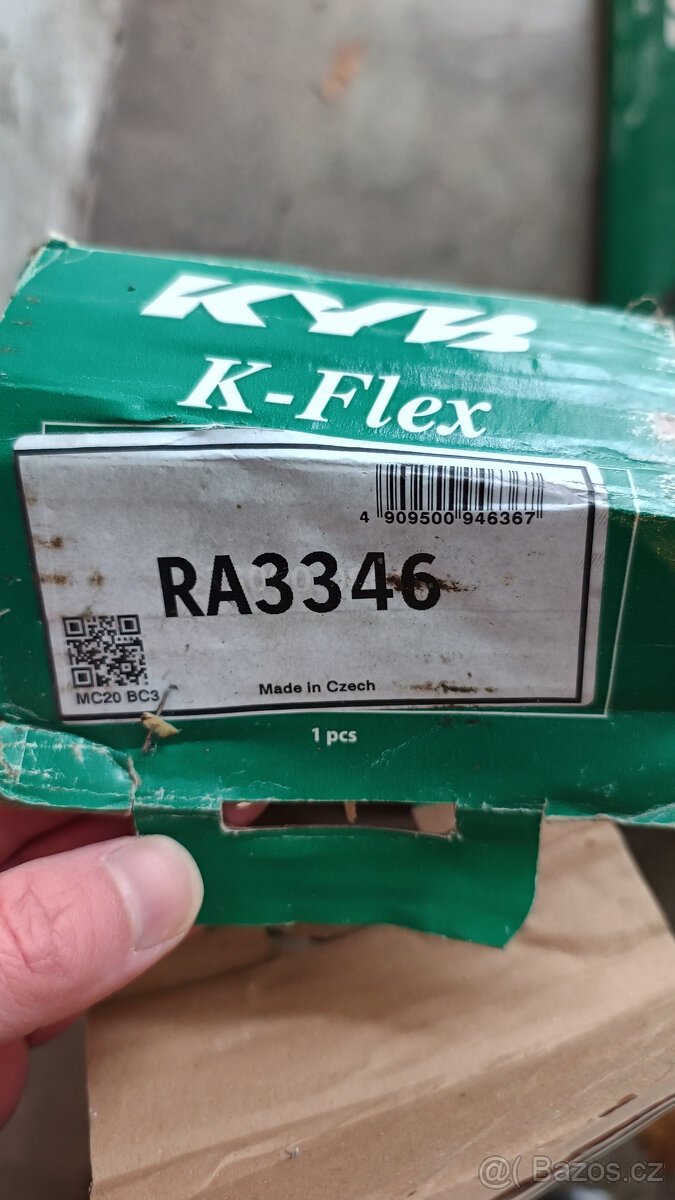 KYB
K-Flex
4 909500 946367
RA3346
MC20 BC3
Made in Czech
1 pcs
@( Bazos.cz